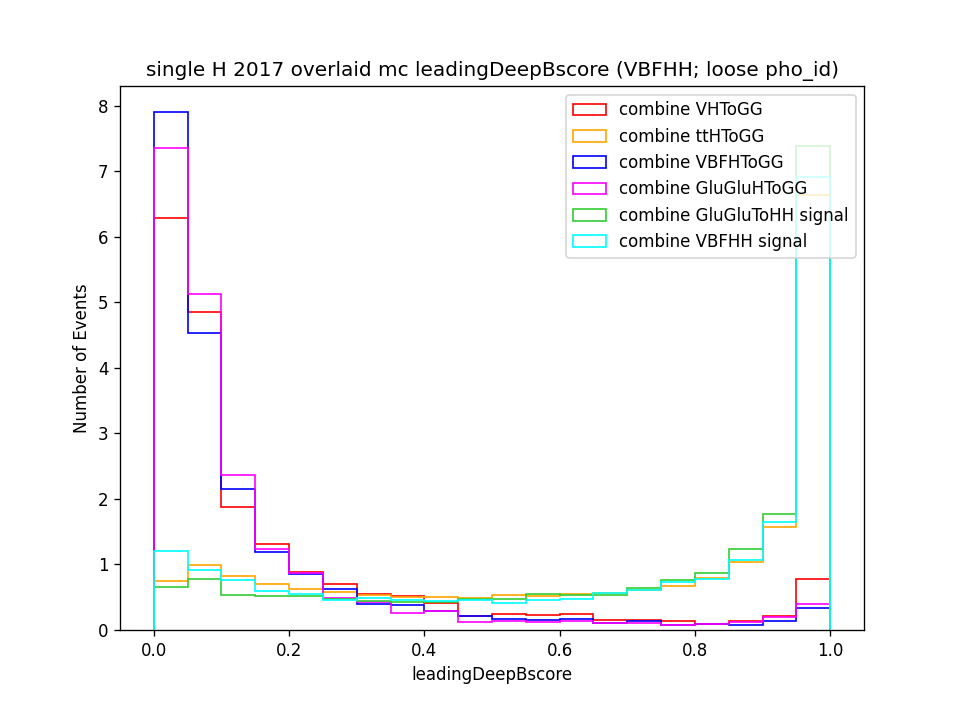 single H 2017 overlaid mc leadingDeepBscore (VBFHH; loose pho_id)
combine VHToGG
combine ttHToGG
combine VBFHToGG
combine GluGluHToGG
combine GluGluToHH signal
combine VBFHH signal
Number of Events
8
7
6
5
4
3
2
1
0
0.0 0.2 0.4 0.6 0.8 1.0
leadingDeepBscore